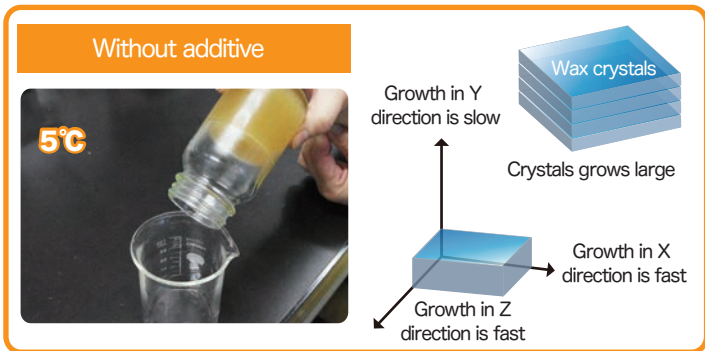 Without additive
5℃
Growth in Y
direction is slow
Wax crystals
Crystals grows large
Growth in X
direction is fast
Growth in Z
direction is fast